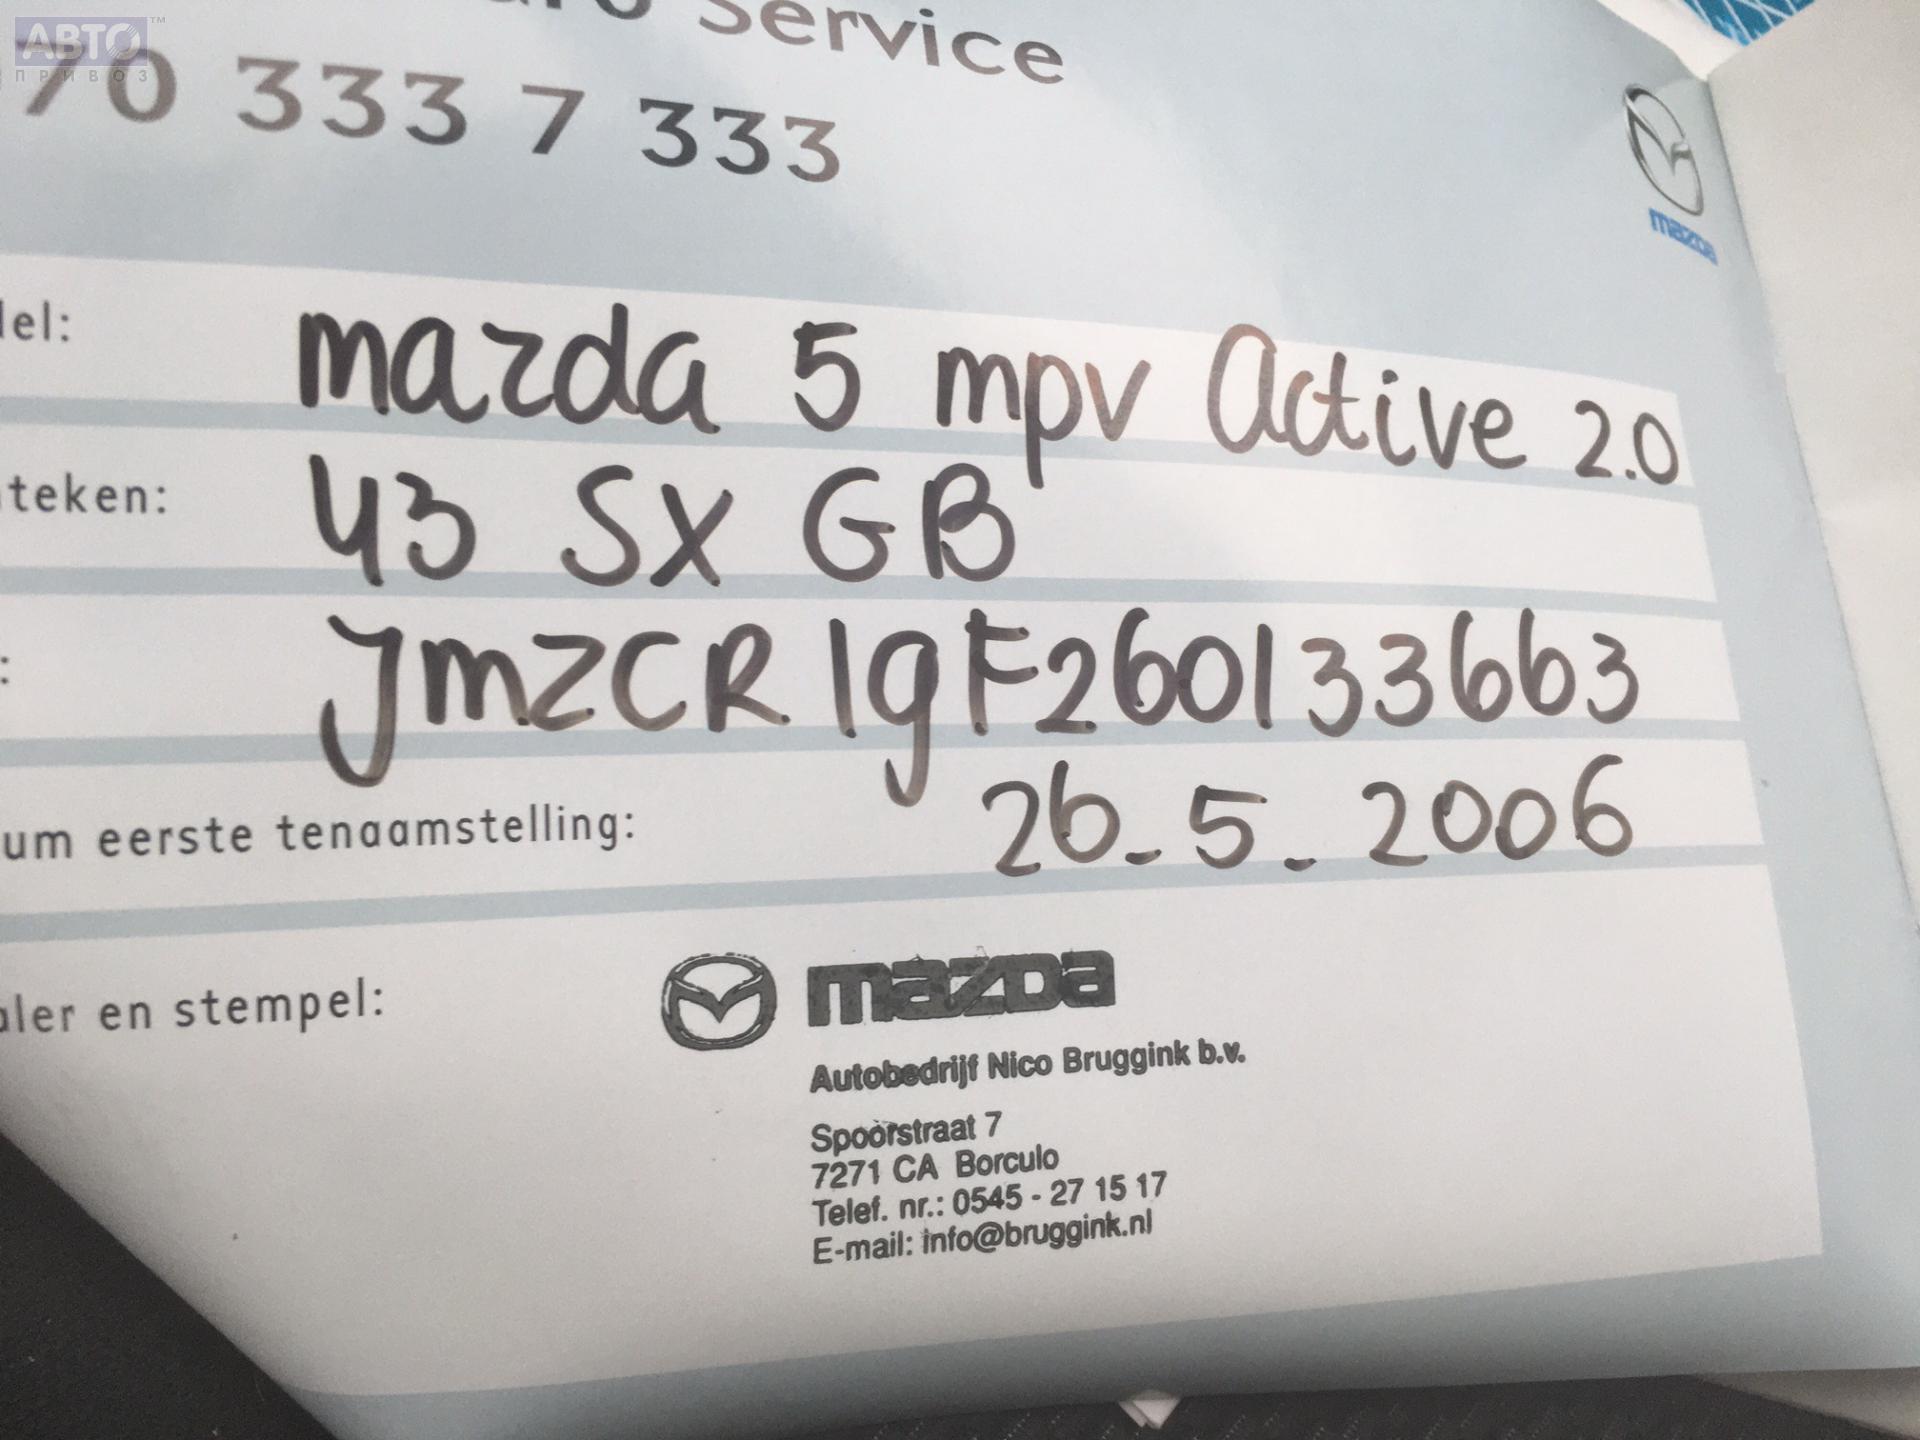 АВТО™
ПРИВОЗ
Service
70 333 7 333
mazda
del: mazda 5 mpv Active 2.0
teken: 43 SX GB
: JMZCR19F260133663
um eerste tenaamstelling: 26-5-2006
aler en stempel: mazda
Autobedrijf Nico Bruggink b.v.
Spoorstraat 7
7271 CA Borculo
Telef. nr.: 0545 - 27 15 17
E-mail: info@bruggink.nl